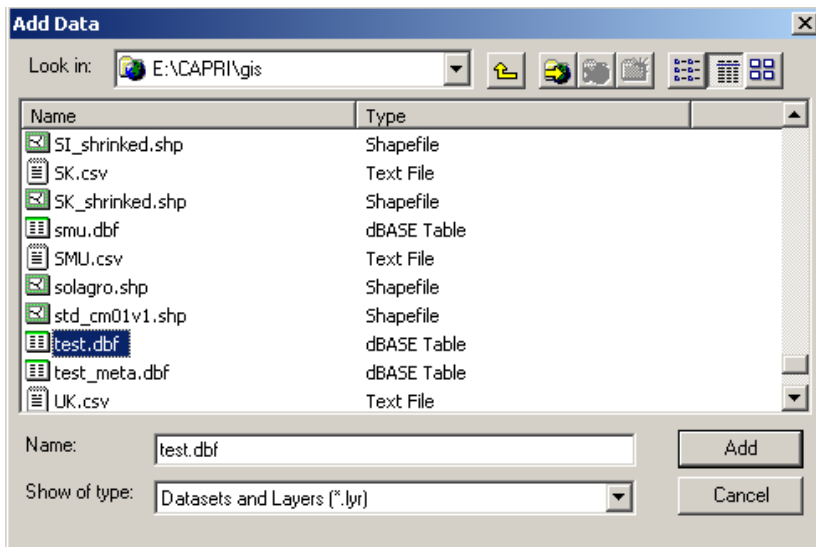 Add Data
Look in: E:\CAPRI\gis
Name Type
SI_shrinked.shp Shapefile
SK.csv Text File
SK_shrinked.shp Shapefile
smu.dbf dBASE Table
SMU.csv Text File
solagro.shp Shapefile
std_cm01v1.shp Shapefile
test.dbf dBASE Table
test_meta.dbf dBASE Table
UK.csv Text File
Name: test.dbf Add
Show of type: Datasets and Layers (*.lyr) Cancel